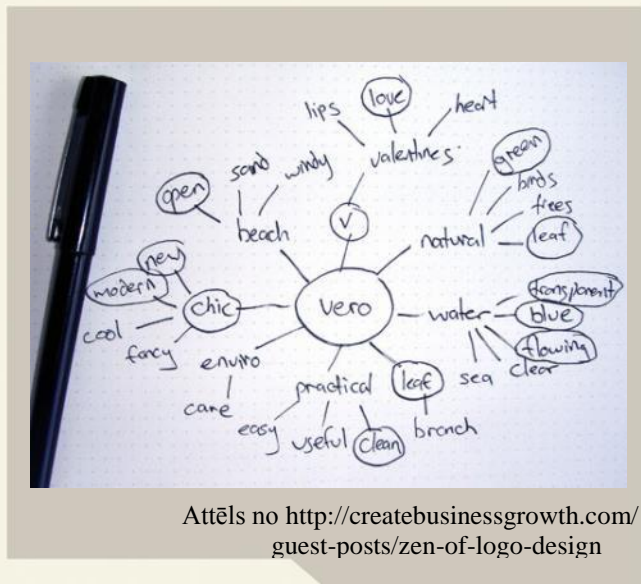 lips love heart
valentines
sand windy
open
beach
V
green
birds
trees
natural leaf
new
modern
chic
vero
transparent
water blue
flowing
clear
sea
cool
fancy
enviro
care
practical
leaf
easy useful clean branch
Attēls no http://createbusinessgrowth.com/
guest-posts/zen-of-logo-design